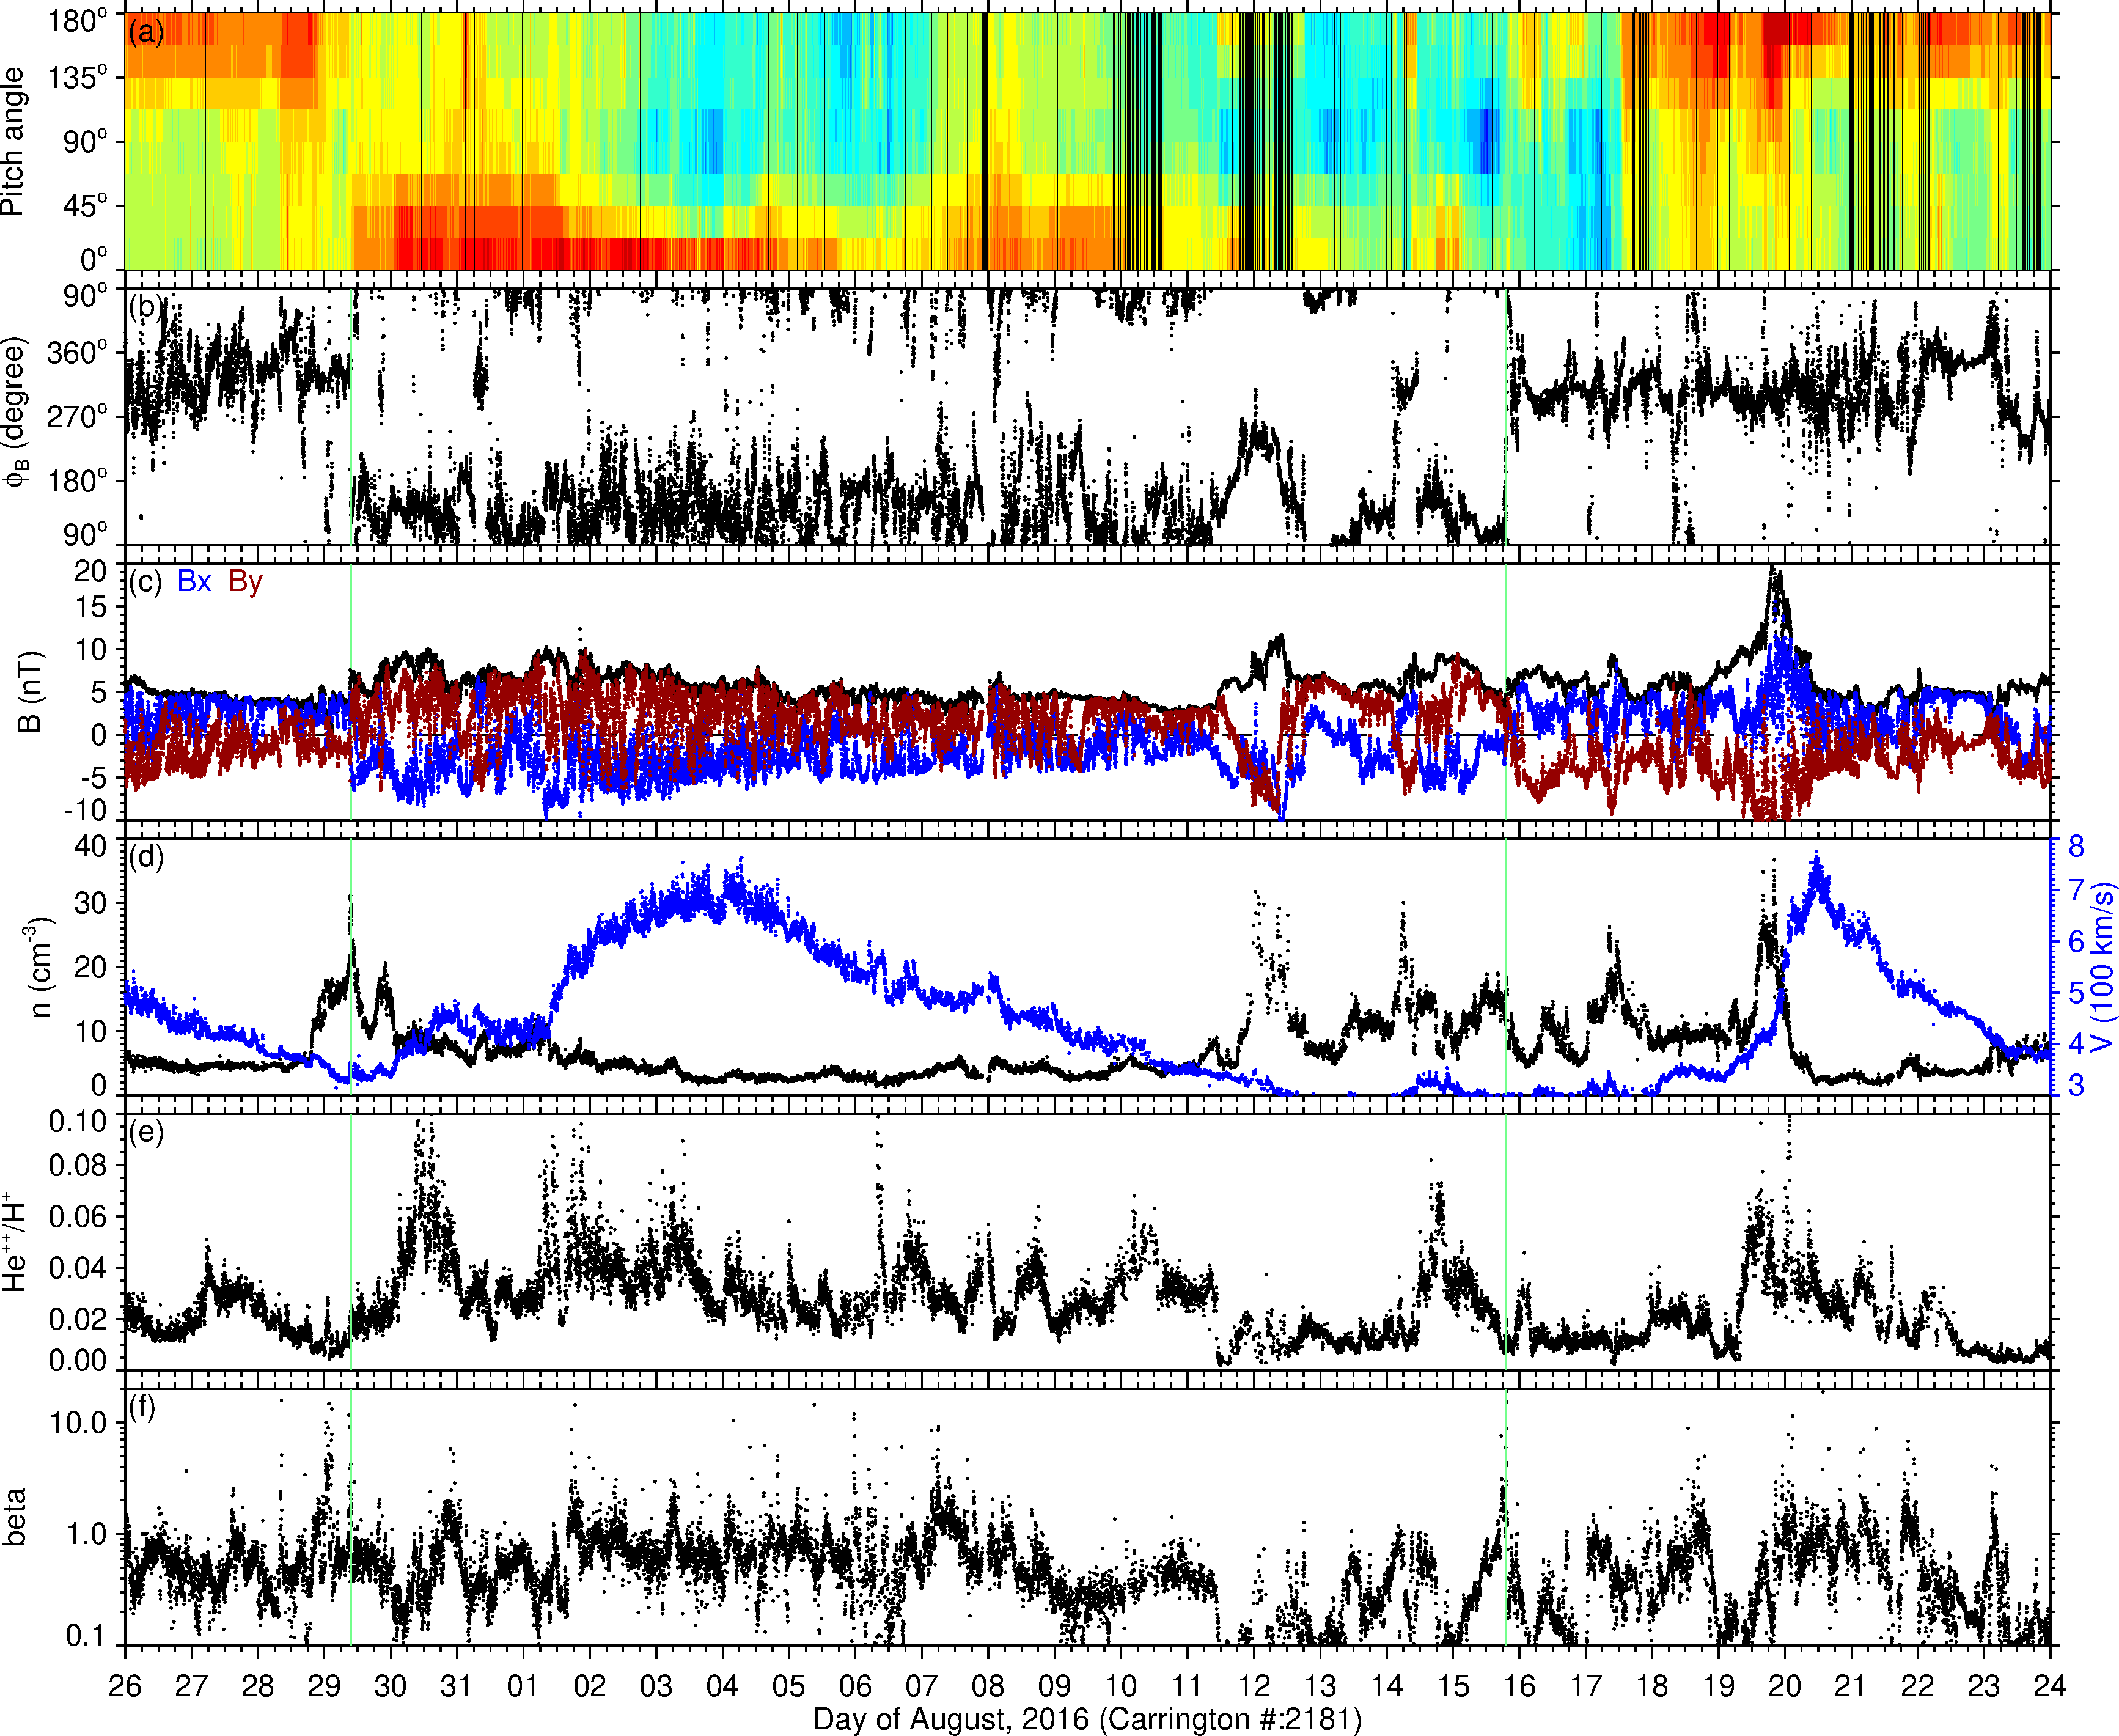 (a)
180°
135°
90°
45°
0°
Pitch angle
(b)
90°
360°
270°
180°
90°
ϕB (degree)
(c) Bx By
20
15
10
5
0
-5
-10
B (nT)
(d)
40
30
20
10
0
n (cm-3)
8
7
6
5
4
3
V (100 km/s)
(e)
0.10
0.08
0.06
0.04
0.02
0.00
He++/H+
(f)
10.0
1.0
0.1
beta
26 27 28 29 30 31 01 02 03 04 05 06 07 08 09 10 11 12 13 14 15 16 17 18 19 20 21 22 23 24
Day of August, 2016 (Carrington #:2181)